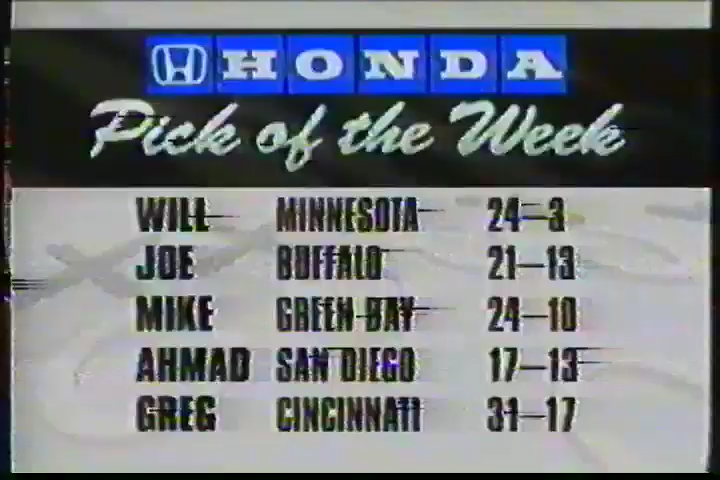 HONDA
Pick of the Week
WILL MINNESOTA 24-3
JOE BUFFALO 21-13
MIKE GREEN BAY 24-10
AHMAD SAN DIEGO 17-13
GREG CINCINNATI 31-17